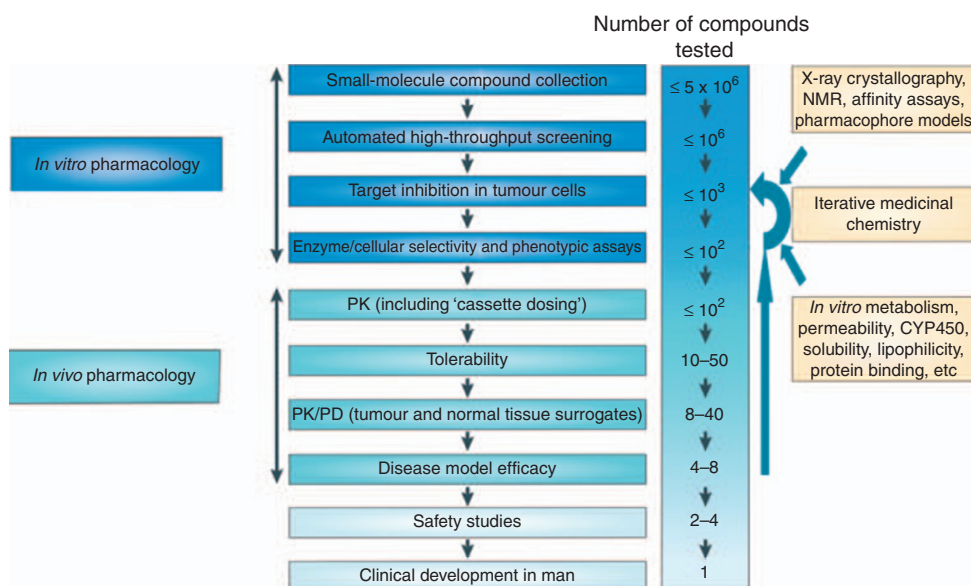 Number of compounds
tested
Small-molecule compound collection
≤ 5 x 10⁶
Automated high-throughput screening
≤ 10⁶
Target inhibition in tumour cells
≤ 10³
Enzyme/cellular selectivity and phenotypic assays
≤ 10²
PK (including ‘cassette dosing’)
≤ 10²
Tolerability
10–50
PK/PD (tumour and normal tissue surrogates)
8–40
Disease model efficacy
4–8
Safety studies
2–4
Clinical development in man
1
In vitro pharmacology
In vivo pharmacology
X-ray crystallography,
NMR, affinity assays,
pharmacophore models
Iterative medicinal
chemistry
In vitro metabolism,
permeability, CYP450,
solubility, lipophilicity,
protein binding, etc